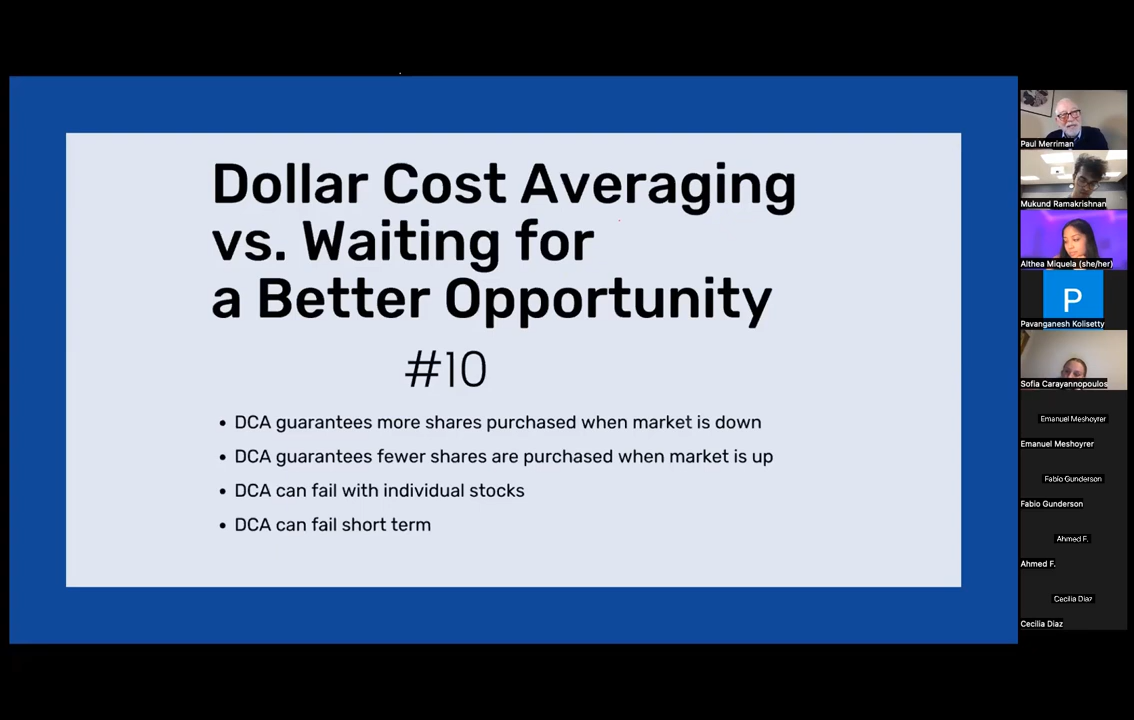 Dollar Cost Averaging
vs. Waiting for
a Better Opportunity
#10
• DCA guarantees more shares purchased when market is down
• DCA guarantees fewer shares are purchased when market is up
• DCA can fail with individual stocks
• DCA can fail short term
Paul Merriman
Mukund Ramakrishnan
Althea Miquela (she/her)
P
Pavanganesh Kolisetty
Sofia Carayannopoulos
Emanuel Meshoyrer
Emanuel Meshoyrer
Fabio Gunderson
Fabio Gunderson
Ahmed F.
Ahmed F.
Cecilia Diaz
Cecilia Diaz